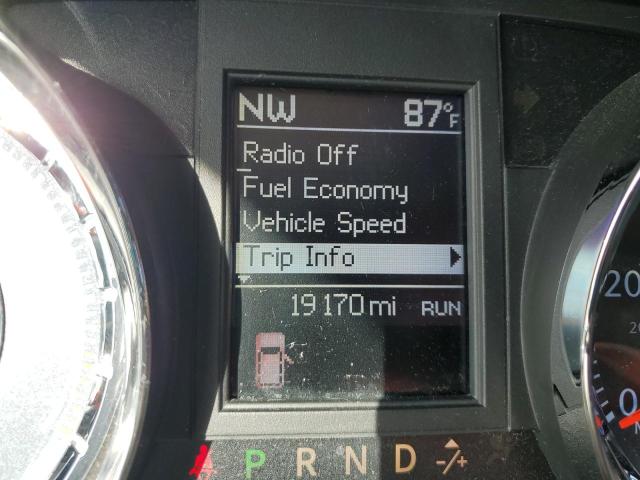 NW 87°F
Radio Off
Fuel Economy
Vehicle Speed
Trip Info
19170 mi RUN
P R N D -/+